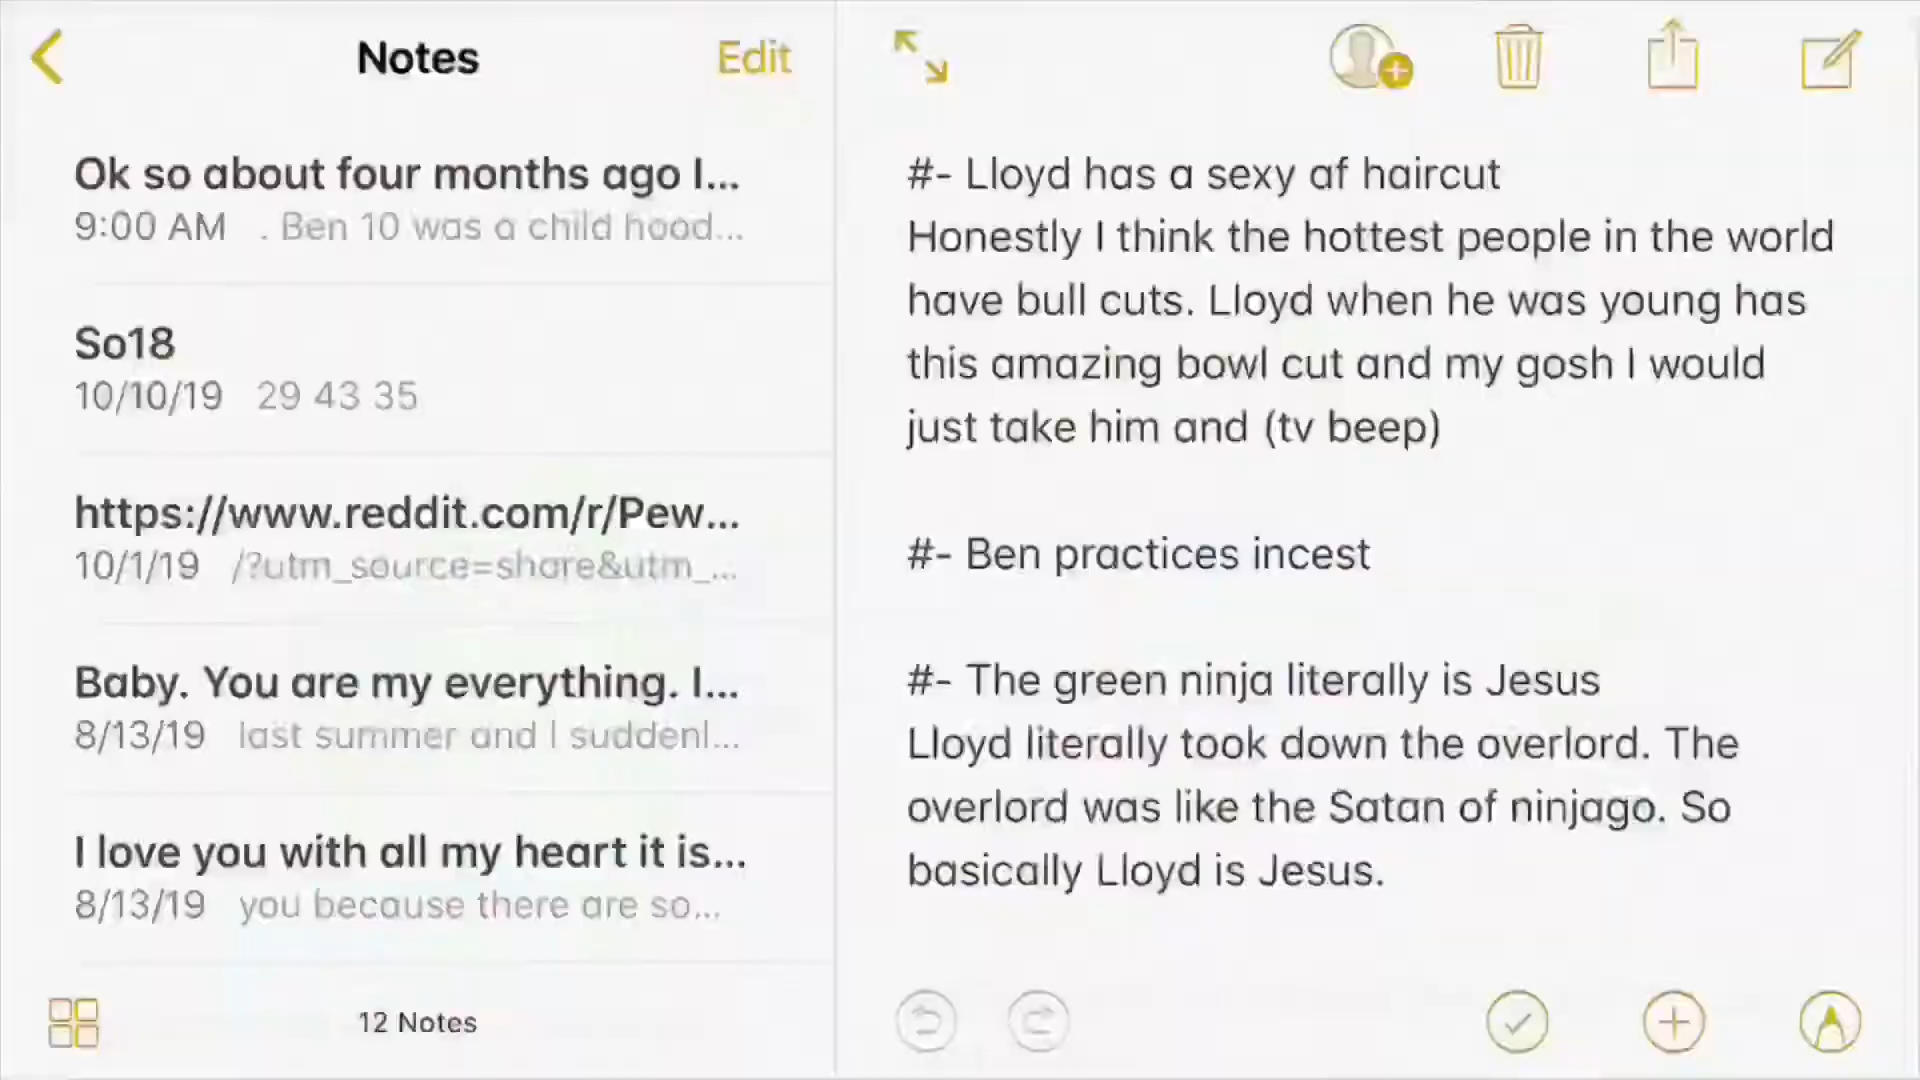 Notes
Edit
Ok so about four months ago I...
9:00 AM . Ben 10 was a child hood...
So18
10/10/19 29 43 35
https://www.reddit.com/r/Pew...
10/1/19 /?utm_source=share&utm_...
Baby. You are my everything. I...
8/13/19 last summer and I suddenl...
I love you with all my heart it is...
8/13/19 you because there are so...
12 Notes
#- Lloyd has a sexy af haircut
Honestly I think the hottest people in the world
have bull cuts. Lloyd when he was young has
this amazing bowl cut and my gosh I would
just take him and (tv beep)
#- Ben practices incest
#- The green ninja literally is Jesus
Lloyd literally took down the overlord. The
overlord was like the Satan of ninjago. So
basically Lloyd is Jesus.